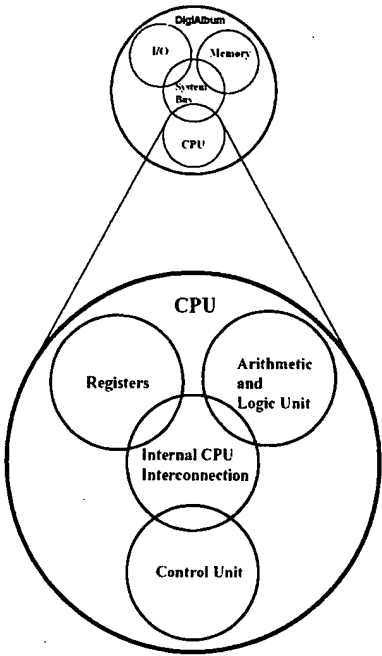 DigiAlbum
I/O
Memory
System
Bus
CPU
CPU
Registers
Arithmetic
and
Logic Unit
Internal CPU
Interconnection
Control Unit